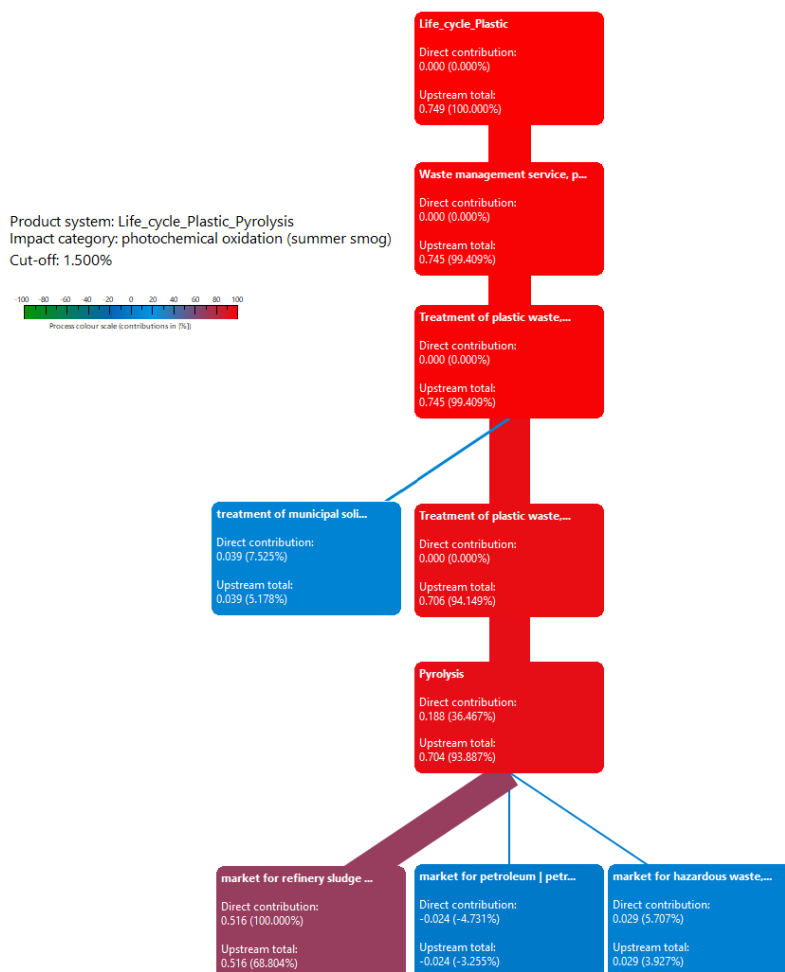 Life_cycle_Plastic
Direct contribution:
0.000 (0.000%)
Upstream total:
0.749 (100.000%)
Waste management service, p...
Direct contribution:
0.000 (0.000%)
Upstream total:
0.745 (99.409%)
Product system: Life_cycle_Plastic_Pyrolysis
Impact category: photochemical oxidation (summer smog)
Cut-off: 1.500%
-100 -80 -60 -40 -20 0 20 40 60 80 100
Process colour scale (contributions in [%])
Treatment of plastic waste,...
Direct contribution:
0.000 (0.000%)
Upstream total:
0.745 (99.409%)
treatment of municipal soli...
Direct contribution:
0.039 (7.525%)
Upstream total:
0.039 (5.178%)
Treatment of plastic waste,...
Direct contribution:
0.000 (0.000%)
Upstream total:
0.706 (94.149%)
Pyrolysis
Direct contribution:
0.188 (36.467%)
Upstream total:
0.704 (93.887%)
market for refinery sludge ...
Direct contribution:
0.516 (100.000%)
Upstream total:
0.516 (68.804%)
market for petroleum | petr...
Direct contribution:
-0.024 (-4.731%)
Upstream total:
-0.024 (-3.255%)
market for hazardous waste,...
Direct contribution:
0.029 (5.707%)
Upstream total:
0.029 (3.927%)